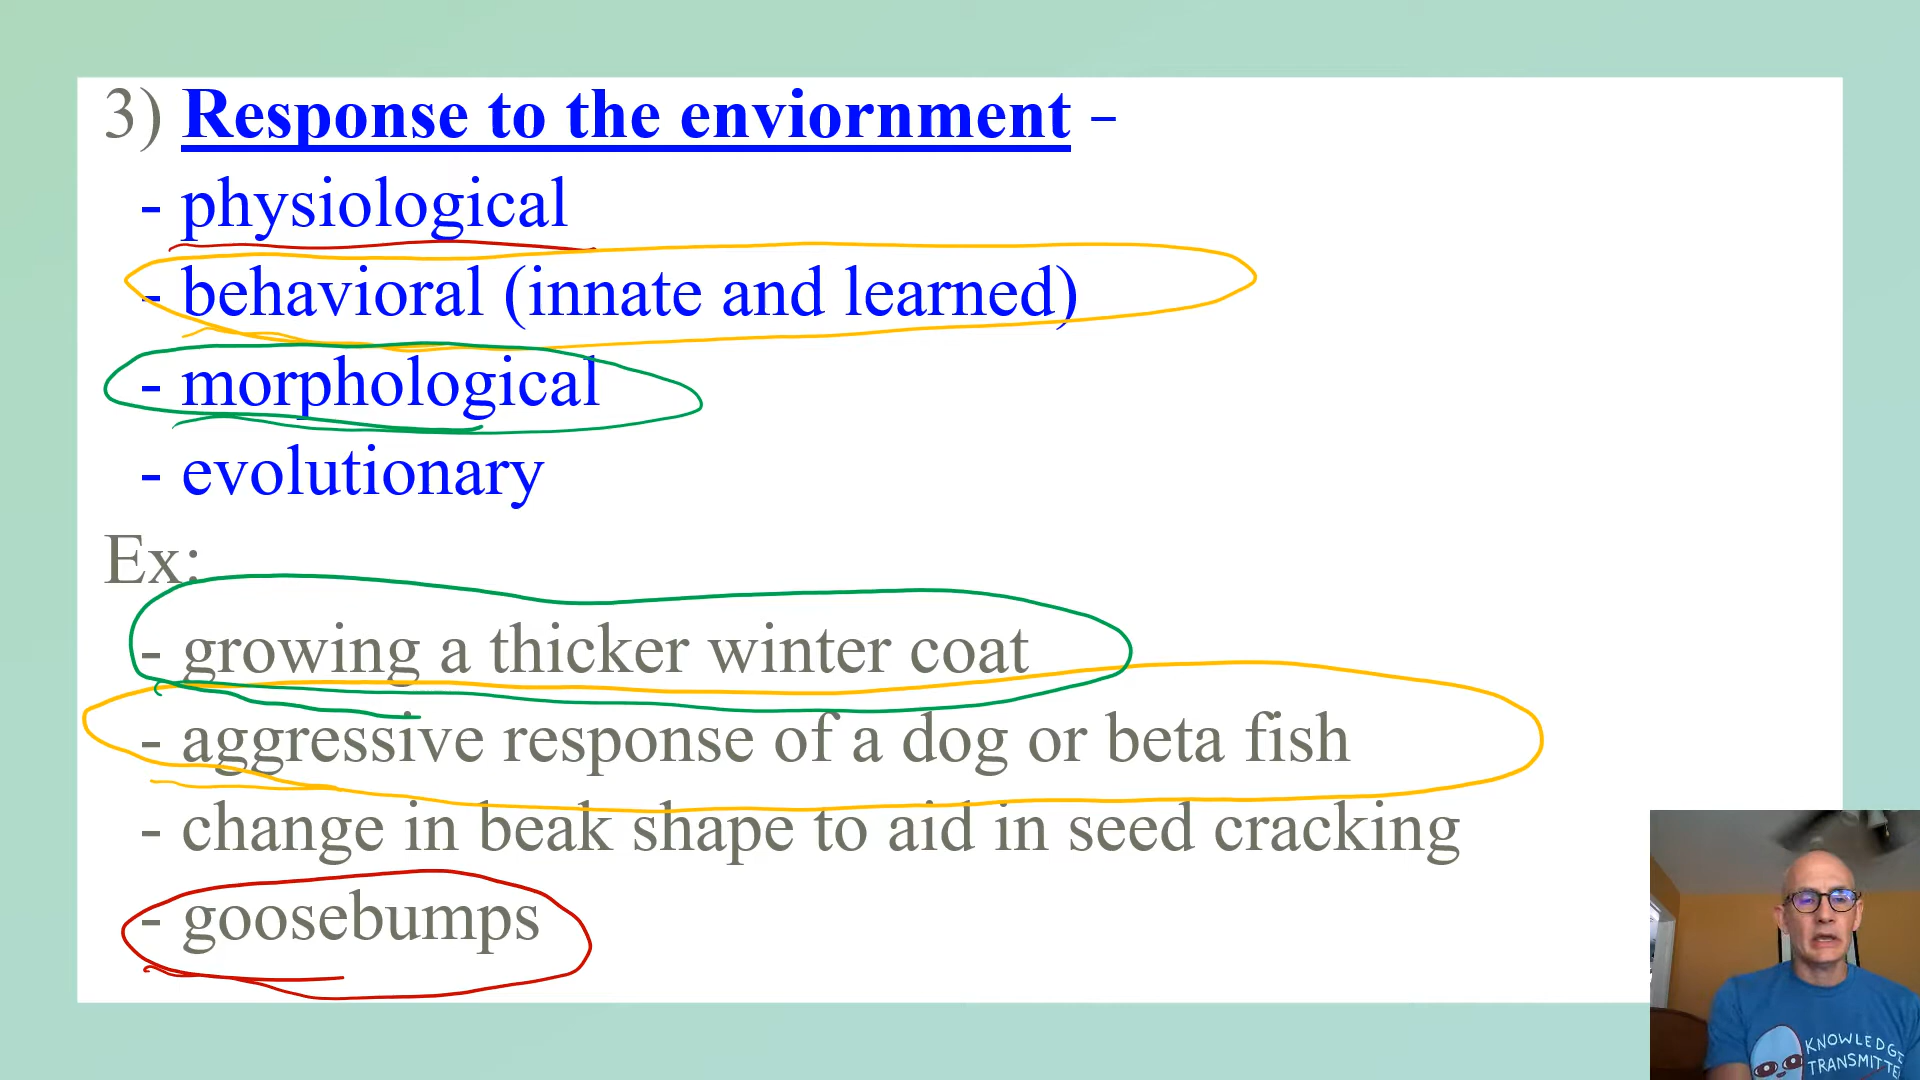 3) Response to the enviornment –
- physiological
- behavioral (innate and learned)
- morphological
- evolutionary
Ex:
- growing a thicker winter coat
- aggressive response of a dog or beta fish
- change in beak shape to aid in seed cracking
- goosebumps
KNOWLEDGE